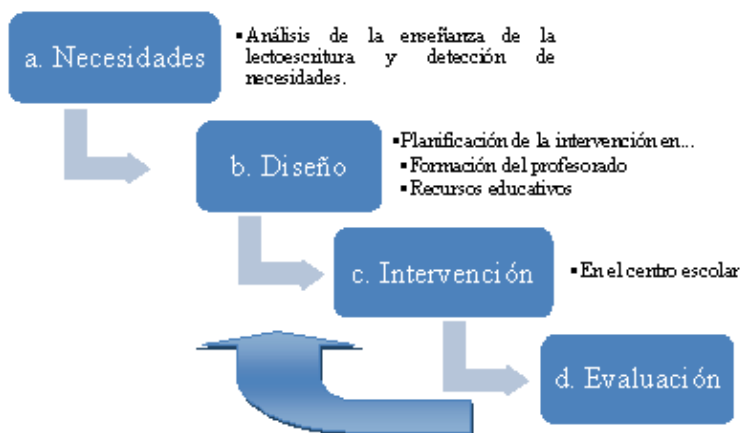 a. Necesidades
▪Análisis de la enseñanza de la
lectoescritura y detección de
necesidades.
b. Diseño
▪Planificación de la intervención en...
▪Formación del profesorado
▪Recursos educativos
c. Intervención
▪En el centro escolar
d. Evaluación